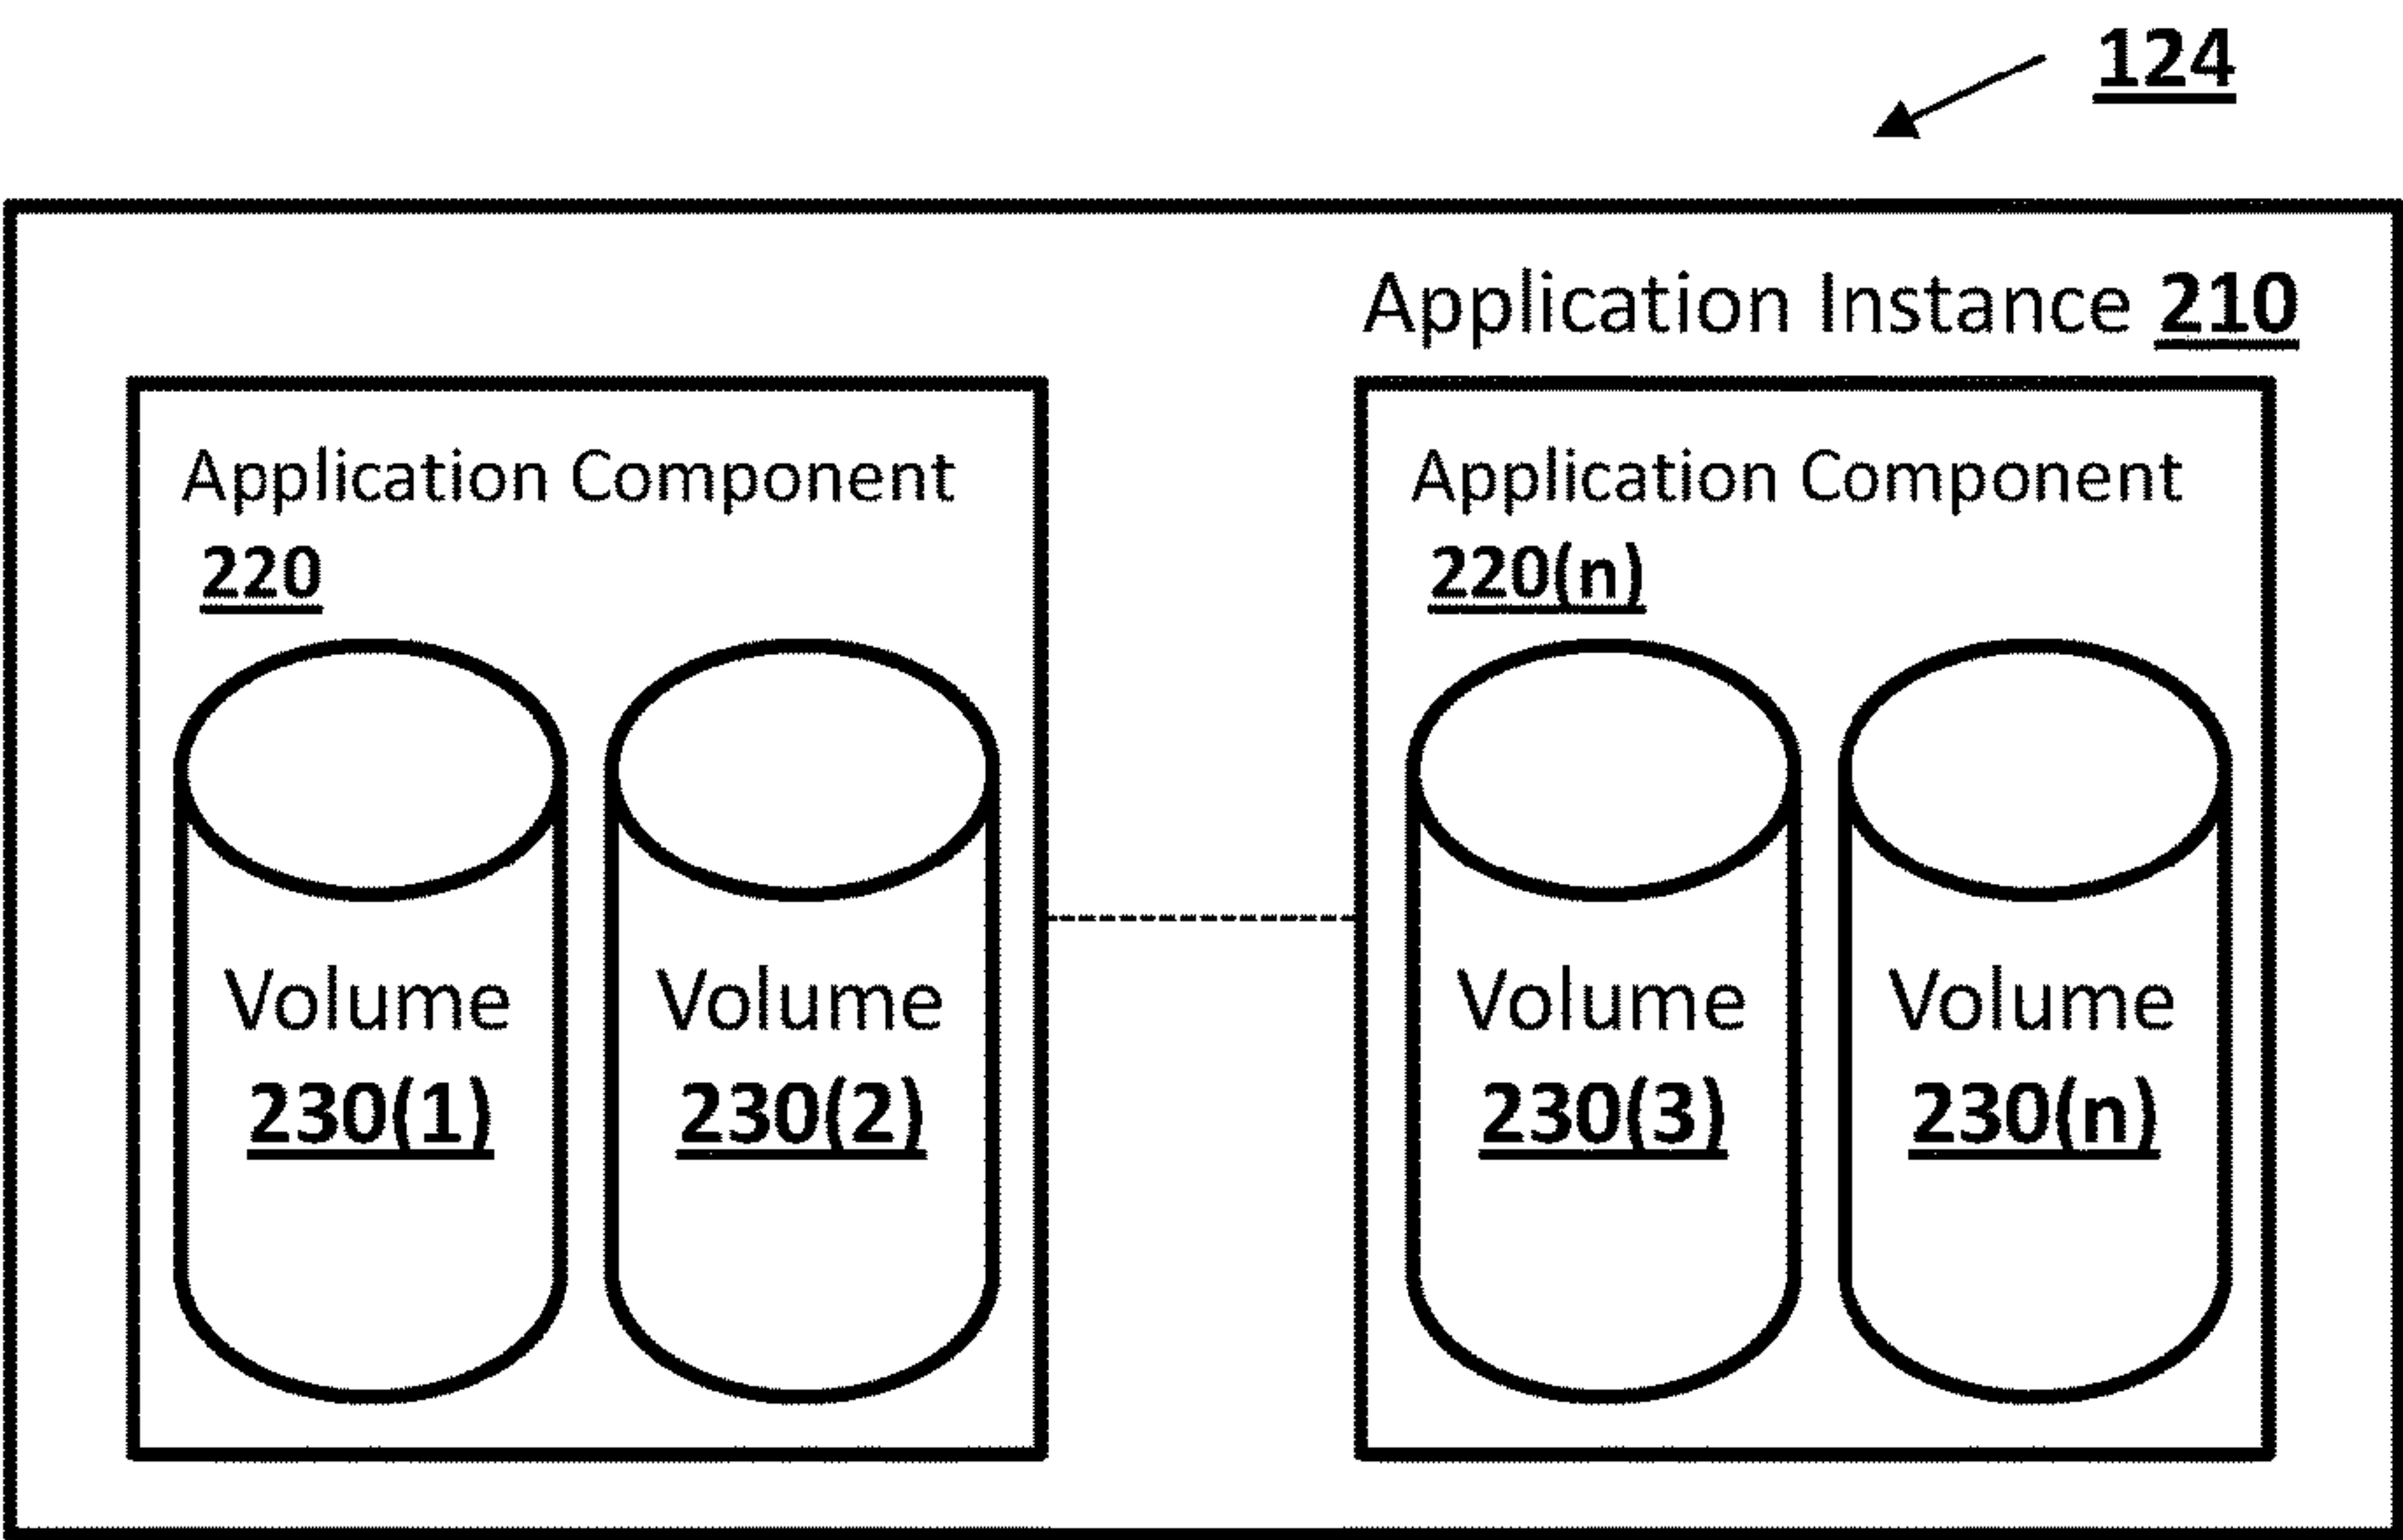 124
Application Instance 210
Application Component
220
Application Component
220(n)
Volume
230(1)
Volume
230(2)
Volume
230(3)
Volume
230(n)